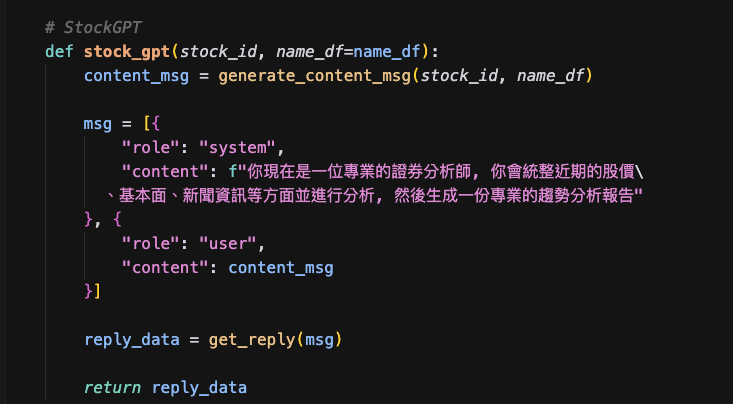 # StockGPT
def stock_gpt(stock_id, name_df=name_df):
    content_msg = generate_content_msg(stock_id, name_df)

    msg = [{
        "role": "system",
        "content": f"你現在是一位專業的證券分析師, 你會統整近期的股價\
      、基本面、新聞資訊等方面並進行分析, 然後生成一份專業的趨勢分析報告"
    }, {
        "role": "user",
        "content": content_msg
    }]

    reply_data = get_reply(msg)

    return reply_data